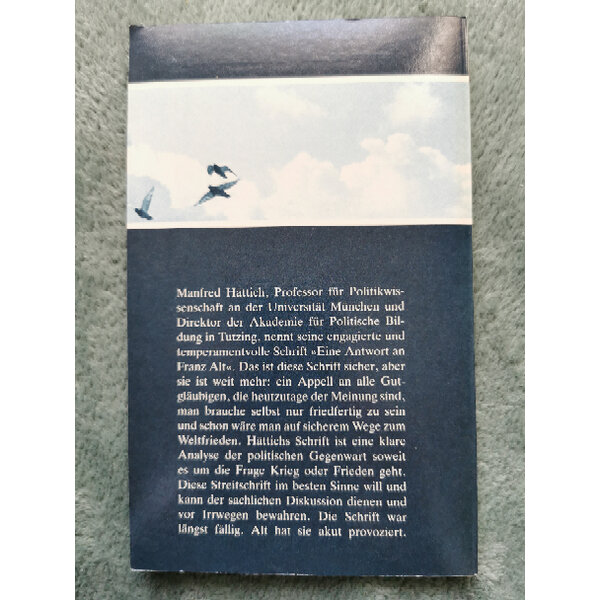 Manfred Hättich, Professor für Politikwis-
senschaft an der Universität München und
Direktor der Akademie für Politische Bil-
dung in Tutzing, nennt seine engagierte und
temperamentvolle Schrift »Eine Antwort an
Franz Alt«. Das ist diese Schrift sicher, aber
sie ist weit mehr: ein Appell an alle Gut-
gläubigen, die heutzutage der Meinung sind,
man brauche selbst nur friedfertig zu sein
und schon wäre man auf sicherem Wege zum
Weltfrieden. Hättichs Schrift ist eine klare
Analyse der politischen Gegenwart soweit
es um die Frage Krieg oder Frieden geht.
Diese Streitschrift im besten Sinne will und
kann der sachlichen Diskussion dienen und
vor Irrwegen bewahren. Die Schrift war
längst fällig. Alt hat sie akut provoziert.